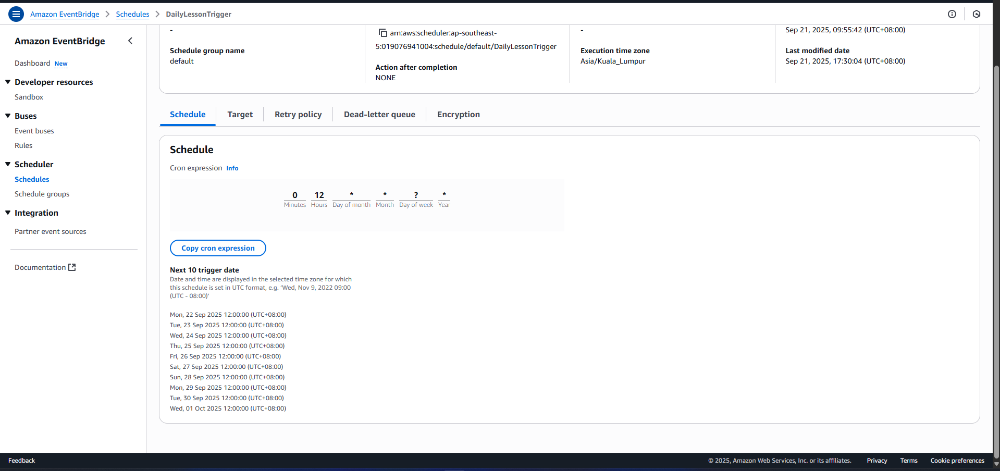 Amazon EventBridge > Schedules > DailyLessonTrigger
Amazon EventBridge
Dashboard New
Developer resources
Sandbox
Buses
Event buses
Rules
Scheduler
Schedules
Schedule groups
Integration
Partner event sources
Documentation
-
Schedule group name
default
arn:aws:scheduler:ap-southeast-
5:019076941004:schedule/default/DailyLessonTrigger
Action after completion
NONE
-
Execution time zone
Asia/Kuala_Lumpur
Sep 21, 2025, 09:55:42 (UTC+08:00)
Last modified date
Sep 21, 2025, 17:30:04 (UTC+08:00)
Schedule Target Retry policy Dead-letter queue Encryption
Schedule
Cron expression Info
0 12 * * ? *
Minutes Hours Day of month Month Day of week Year
Copy cron expression
Next 10 trigger date
Date and time are displayed in the selected time zone for which
this schedule is set in UTC format, e.g. ‘Wed, Nov 9, 2022 09:00
(UTC - 08:00)’
Mon, 22 Sep 2025 12:00:00 (UTC+08:00)
Tue, 23 Sep 2025 12:00:00 (UTC+08:00)
Wed, 24 Sep 2025 12:00:00 (UTC+08:00)
Thu, 25 Sep 2025 12:00:00 (UTC+08:00)
Fri, 26 Sep 2025 12:00:00 (UTC+08:00)
Sat, 27 Sep 2025 12:00:00 (UTC+08:00)
Sun, 28 Sep 2025 12:00:00 (UTC+08:00)
Mon, 29 Sep 2025 12:00:00 (UTC+08:00)
Tue, 30 Sep 2025 12:00:00 (UTC+08:00)
Wed, 01 Oct 2025 12:00:00 (UTC+08:00)
Feedback © 2025, Amazon Web Services, Inc. or its affiliates. Privacy Terms Cookie preferences